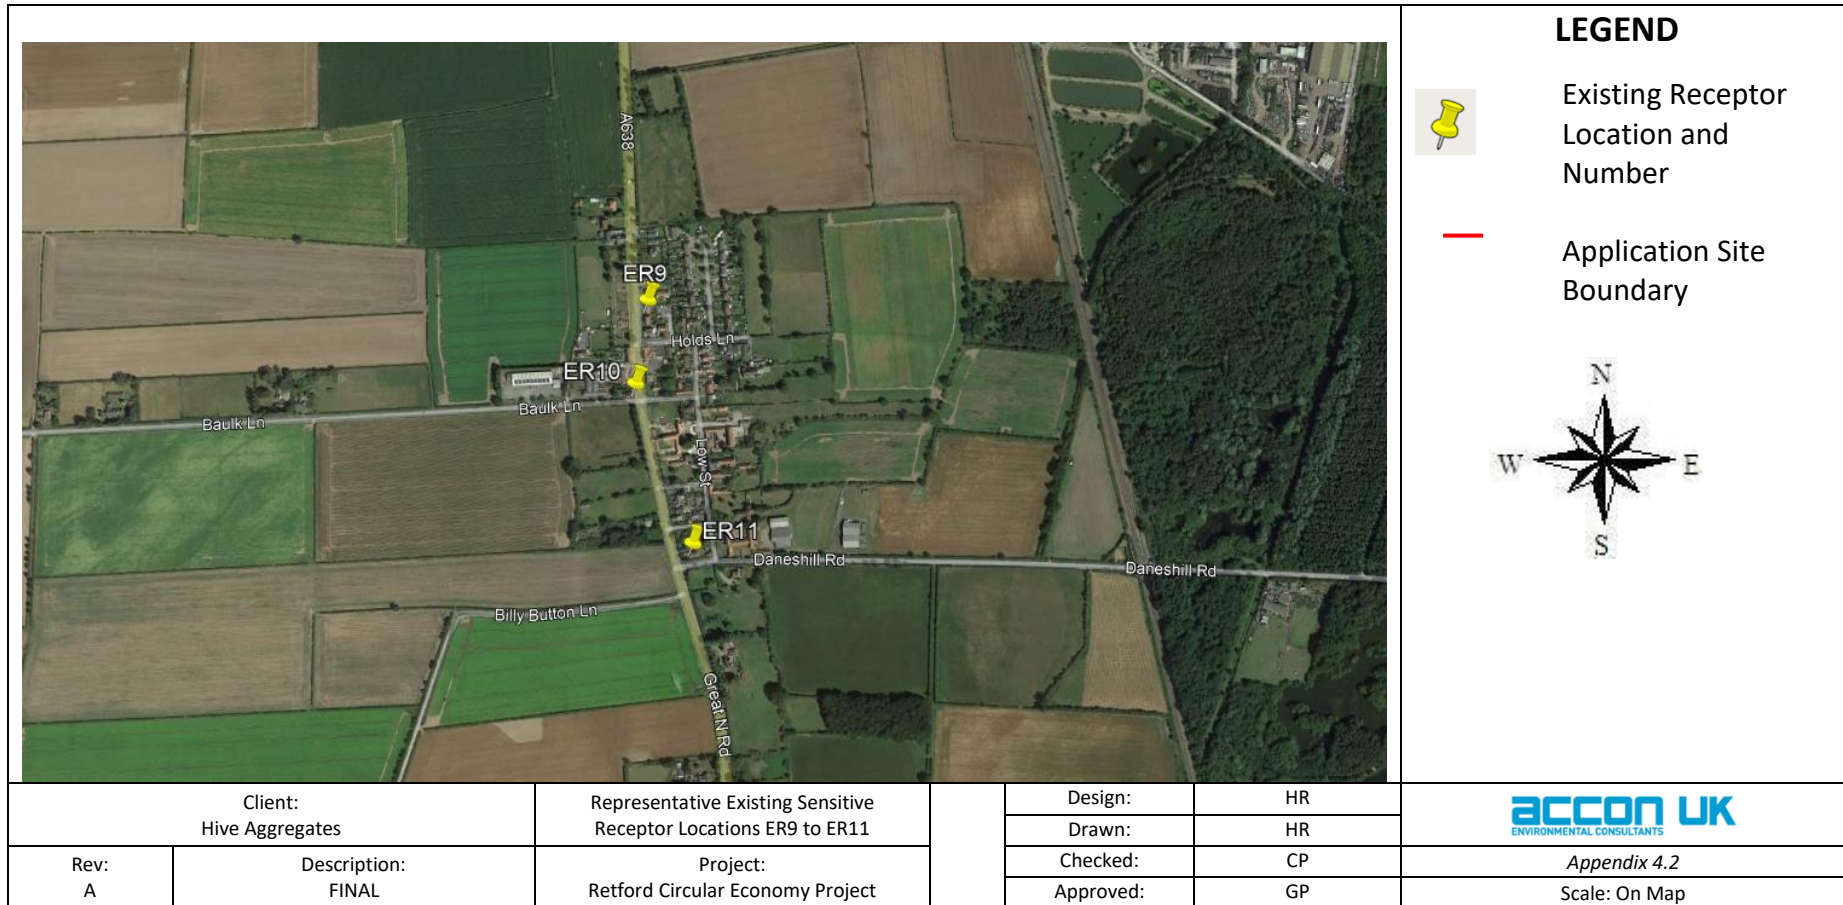 LEGEND
Existing Receptor
Location and
Number
Application Site
Boundary
N
W
E
S
A638
ER9
Holds Ln
ER10
Baulk Ln
Baulk Ln
Low St
ER11
Daneshill Rd
Daneshill Rd
Billy Button Ln
Great N Rd
Client:
Hive Aggregates
Representative Existing Sensitive
Receptor Locations ER9 to ER11
Rev:
A
Description:
FINAL
Project:
Retford Circular Economy Project
Design:
HR
Drawn:
HR
Checked:
CP
Approved:
GP
accon UK
ENVIRONMENTAL CONSULTANTS
Appendix 4.2
Scale: On Map